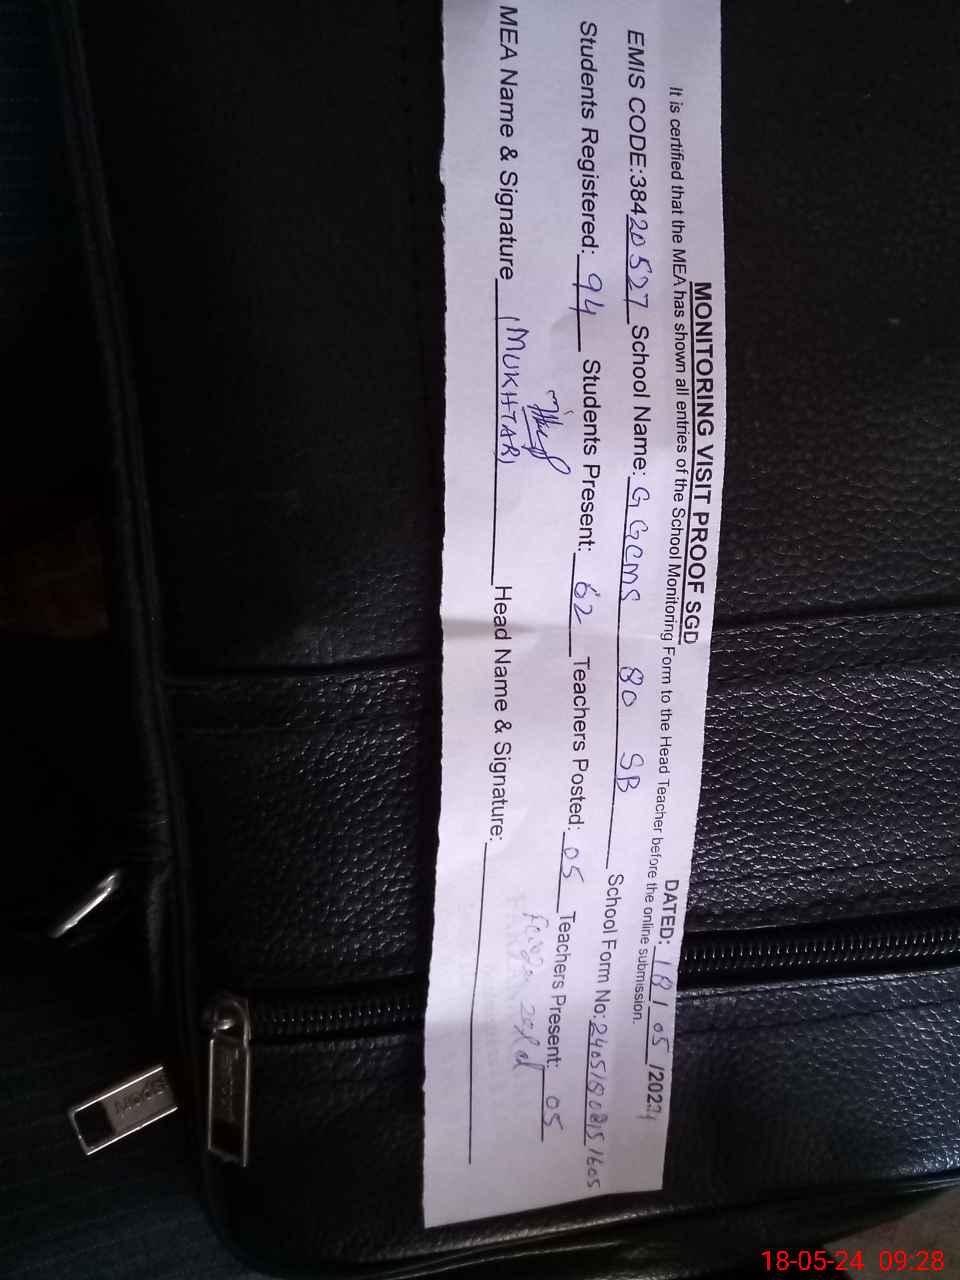 MONITORING VISIT PROOF SGD
DATED: 18 / 05 /2024
It is certified that the MEA has shown all entries of the School Monitoring Form to the Head Teacher before the online submission.
EMIS CODE:38420527 School Name: GGCMS 80 SB School Form No:
Students Registered: 94 Students Present: 62 Teachers Posted: 05 Teachers Present: 05
MEA Name & Signature (MUKHTAR) Head Name & Signature:
18-05-24 09:28